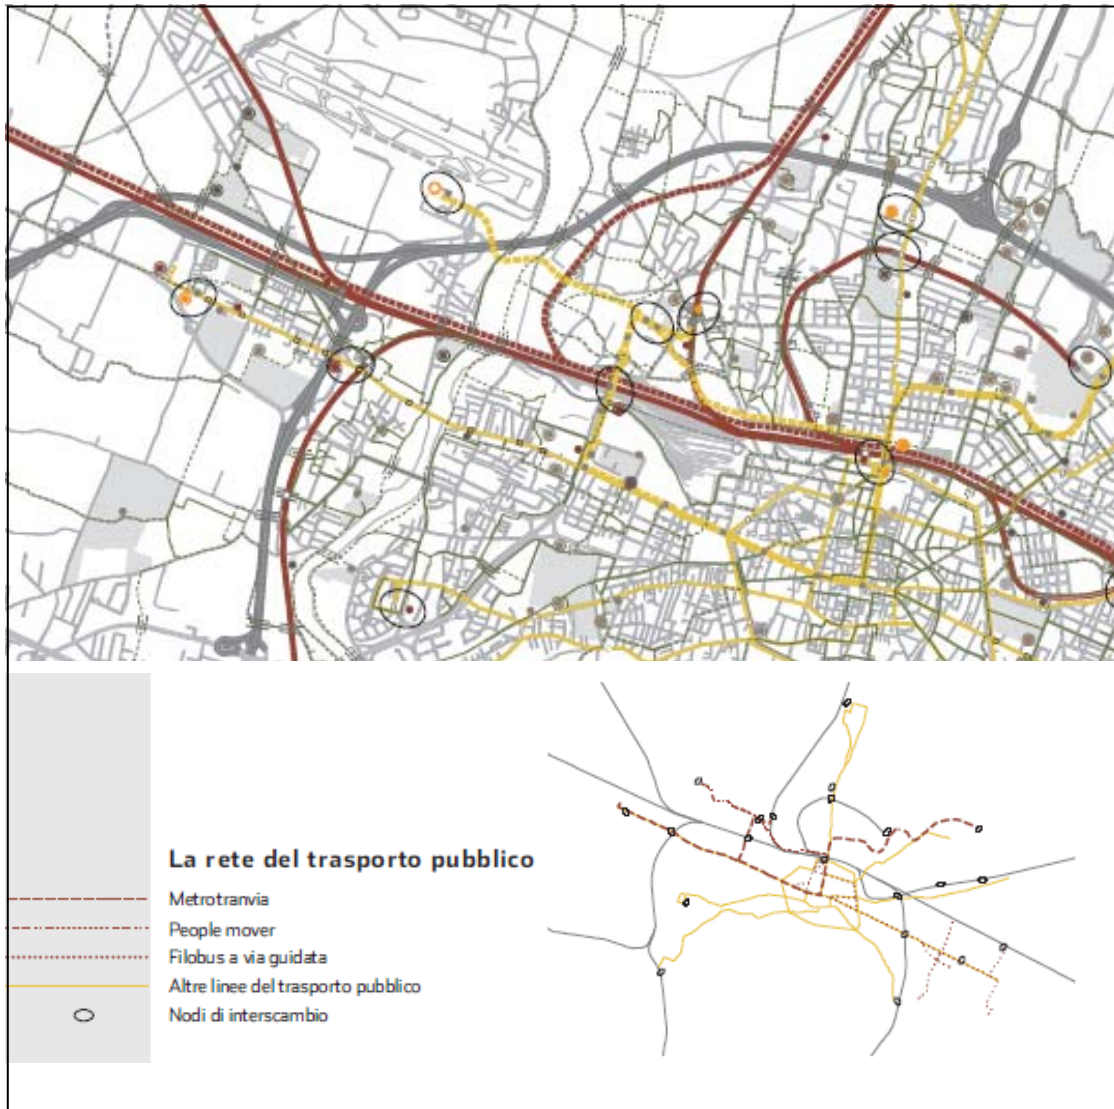 La rete del trasporto pubblico
Metrotranvia
People mover
Filobus a via guidata
Altre linee del trasporto pubblico
Nodi di interscambio